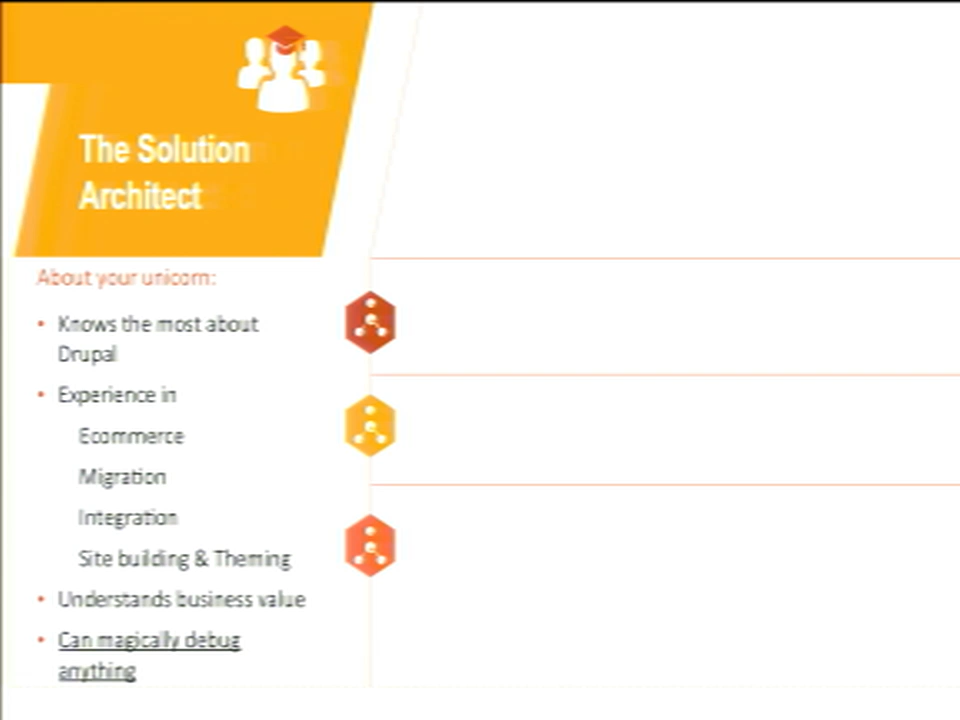 The Solution
Architect
About your unicorn:
• Knows the most about
Drupal
• Experience in
Ecommerce
Migration
Integration
Site building & Theming
• Understands business value
• Can magically debug
anything